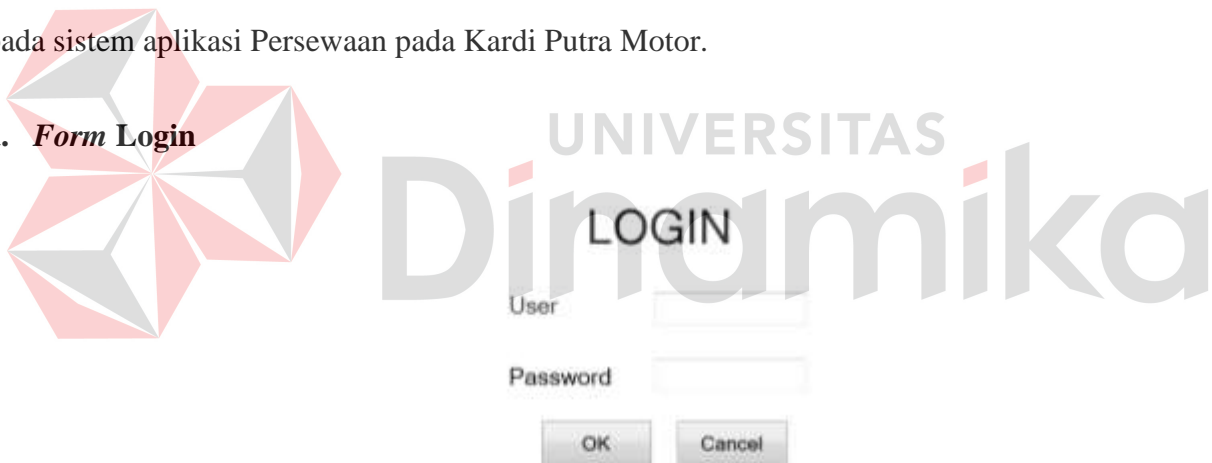 ada sistem aplikasi Persewaan pada Kardi Putra Motor.
. Form Login
UNIVERSITAS
Dinamika
LOGIN
User
Password
OK Cancel